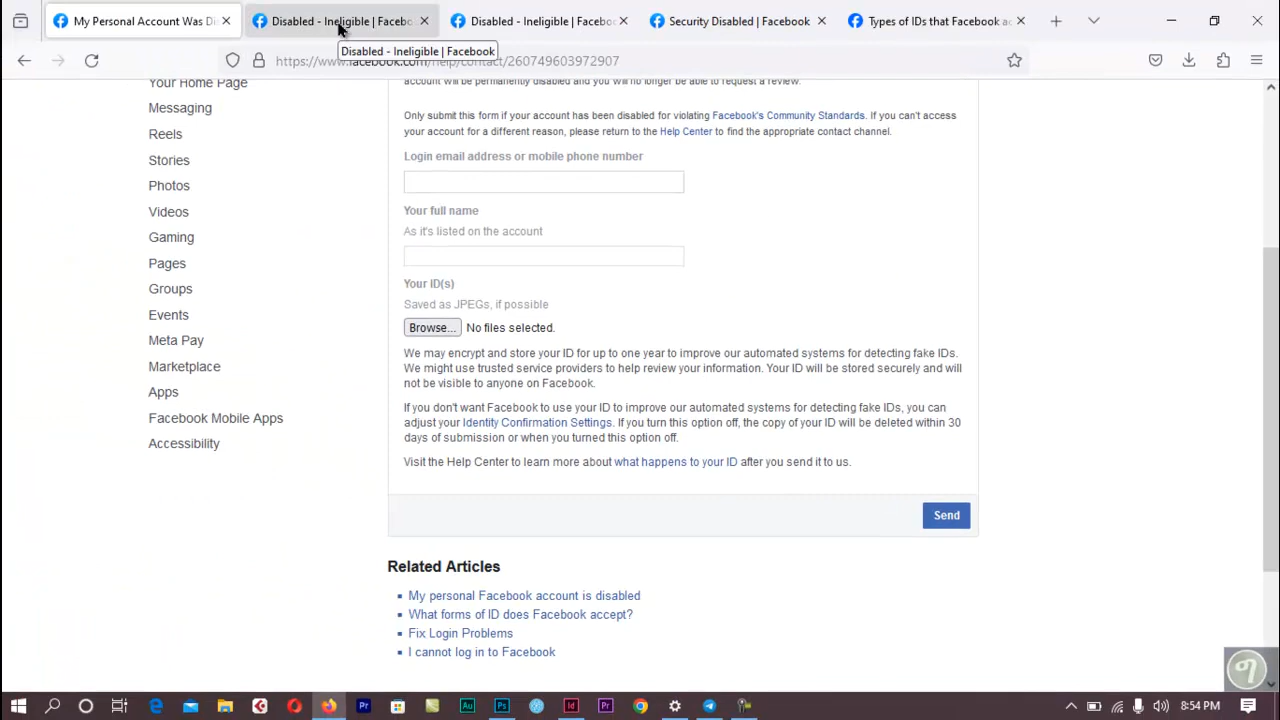 My Personal Account Was Di
Disabled - Ineligible | Facebo
Disabled - Ineligible | Faceboo
Security Disabled | Facebook
Types of IDs that Facebook ac
Disabled - Ineligible | Facebook
https://www.facebook.com/help/contact/260749603972907
Your Home Page
Messaging
Reels
Stories
Photos
Videos
Gaming
Pages
Groups
Events
Meta Pay
Marketplace
Apps
Facebook Mobile Apps
Accessibility
account will be permanently disabled and you will no longer be able to request a review.
Only submit this form if your account has been disabled for violating Facebook's Community Standards. If you can't access
your account for a different reason, please return to the Help Center to find the appropriate contact channel.
Login email address or mobile phone number
Your full name
As it's listed on the account
Your ID(s)
Saved as JPEGs, if possible
Browse... No files selected.
We may encrypt and store your ID for up to one year to improve our automated systems for detecting fake IDs.
We might use trusted service providers to help review your information. Your ID will be stored securely and will
not be visible to anyone on Facebook.
If you don't want Facebook to use your ID to improve our automated systems for detecting fake IDs, you can
adjust your Identity Confirmation Settings. If you turn this option off, the copy of your ID will be deleted within 30
days of submission or when you turned this option off.
Visit the Help Center to learn more about what happens to your ID after you send it to us.
Send
Related Articles
My personal Facebook account is disabled
What forms of ID does Facebook accept?
Fix Login Problems
I cannot log in to Facebook
Pr
Au
Ps
Id
Pr
8:54 PM